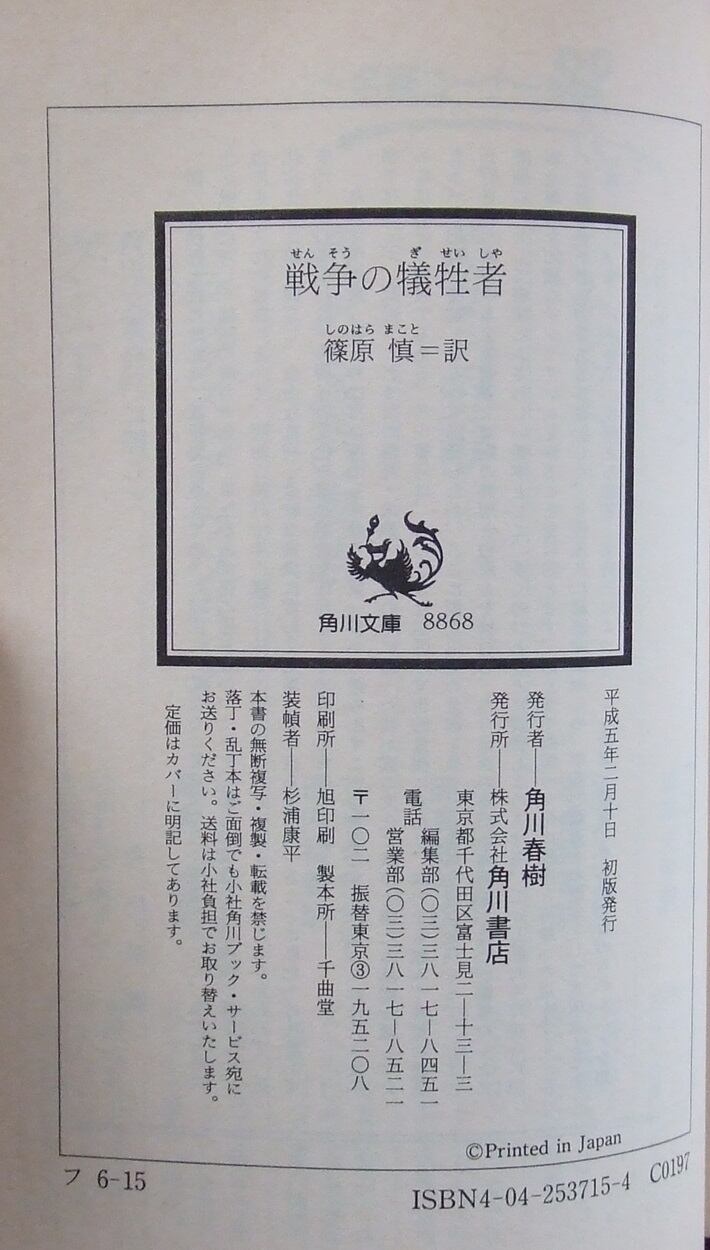 せんそうのぎせいしゃ
戦争の犠牲者
しのはら まこと
篠原 慎＝訳
角川文庫 8868
平成五年二月十日 初版発行
発行者――角川春樹
発行所――株式会社角川書店
東京都千代田区富士見二―十三―三
電話 編集部(〇三)三八一七―八四五一
営業部(〇三)三八一七―八五二一
〒一〇二 振替東京③一九五二〇八
印刷所――旭印刷 製本所――千曲堂
装幀者――杉浦康平
本書の無断複写・複製・転載を禁じます。
落丁・乱丁本はご面倒でも小社角川ブック・サービス宛に
お送りください。送料は小社負担でお取り替えいたします。
定価はカバーに明記してあります。
©Printed in Japan
フ 6-15
ISBN4-04-253715-4 C0197